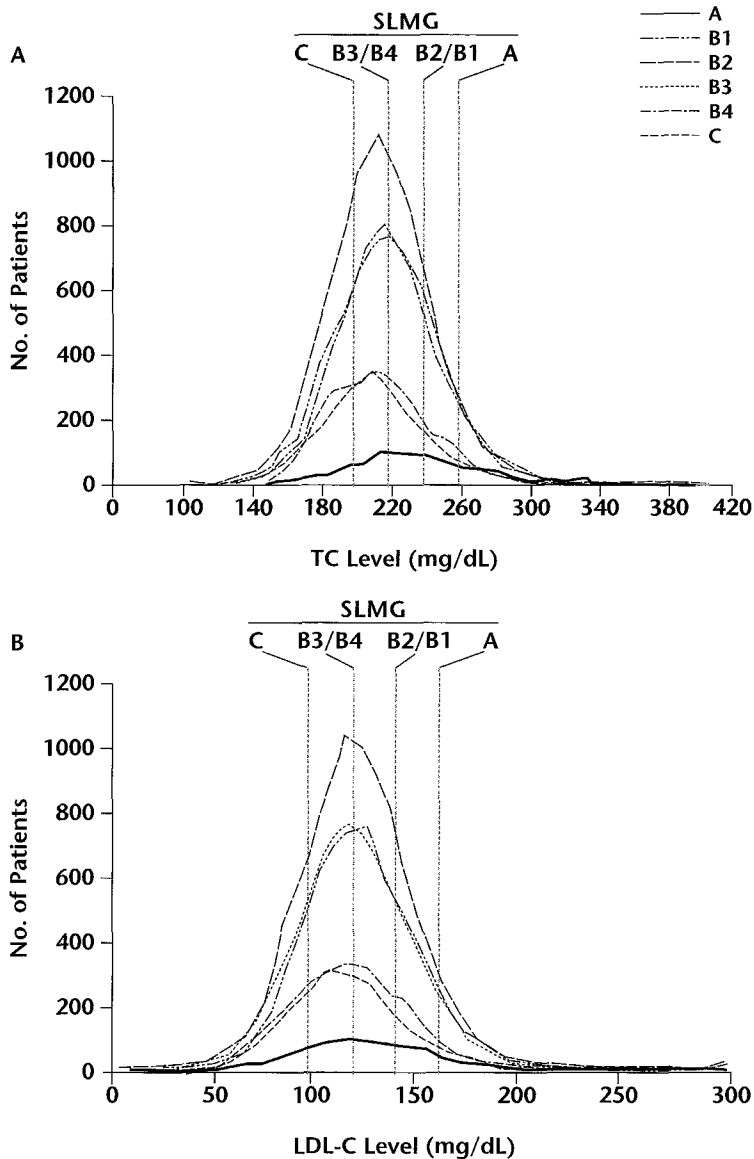 SLMG
C B3/B4 B2/B1 A
A
A
B1
B2
B3
B4
C
1200
1000
800
600
400
200
0
No. of Patients
0 100 140 180 220 260 300 340 380 420
TC Level (mg/dL)
SLMG
C B3/B4 B2/B1 A
B
1200
1000
800
600
400
200
0
No. of Patients
0 50 100 150 200 250 300
LDL-C Level (mg/dL)